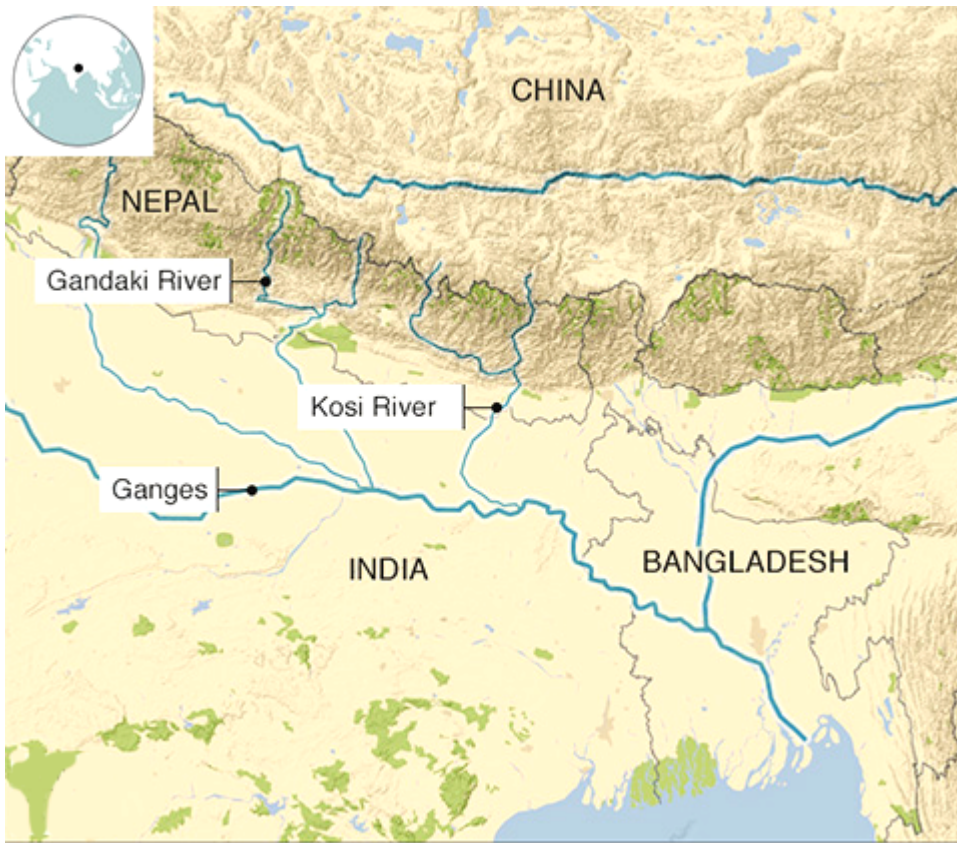 CHINA
NEPAL
Gandaki River
Kosi River
Ganges
INDIA
BANGLADESH